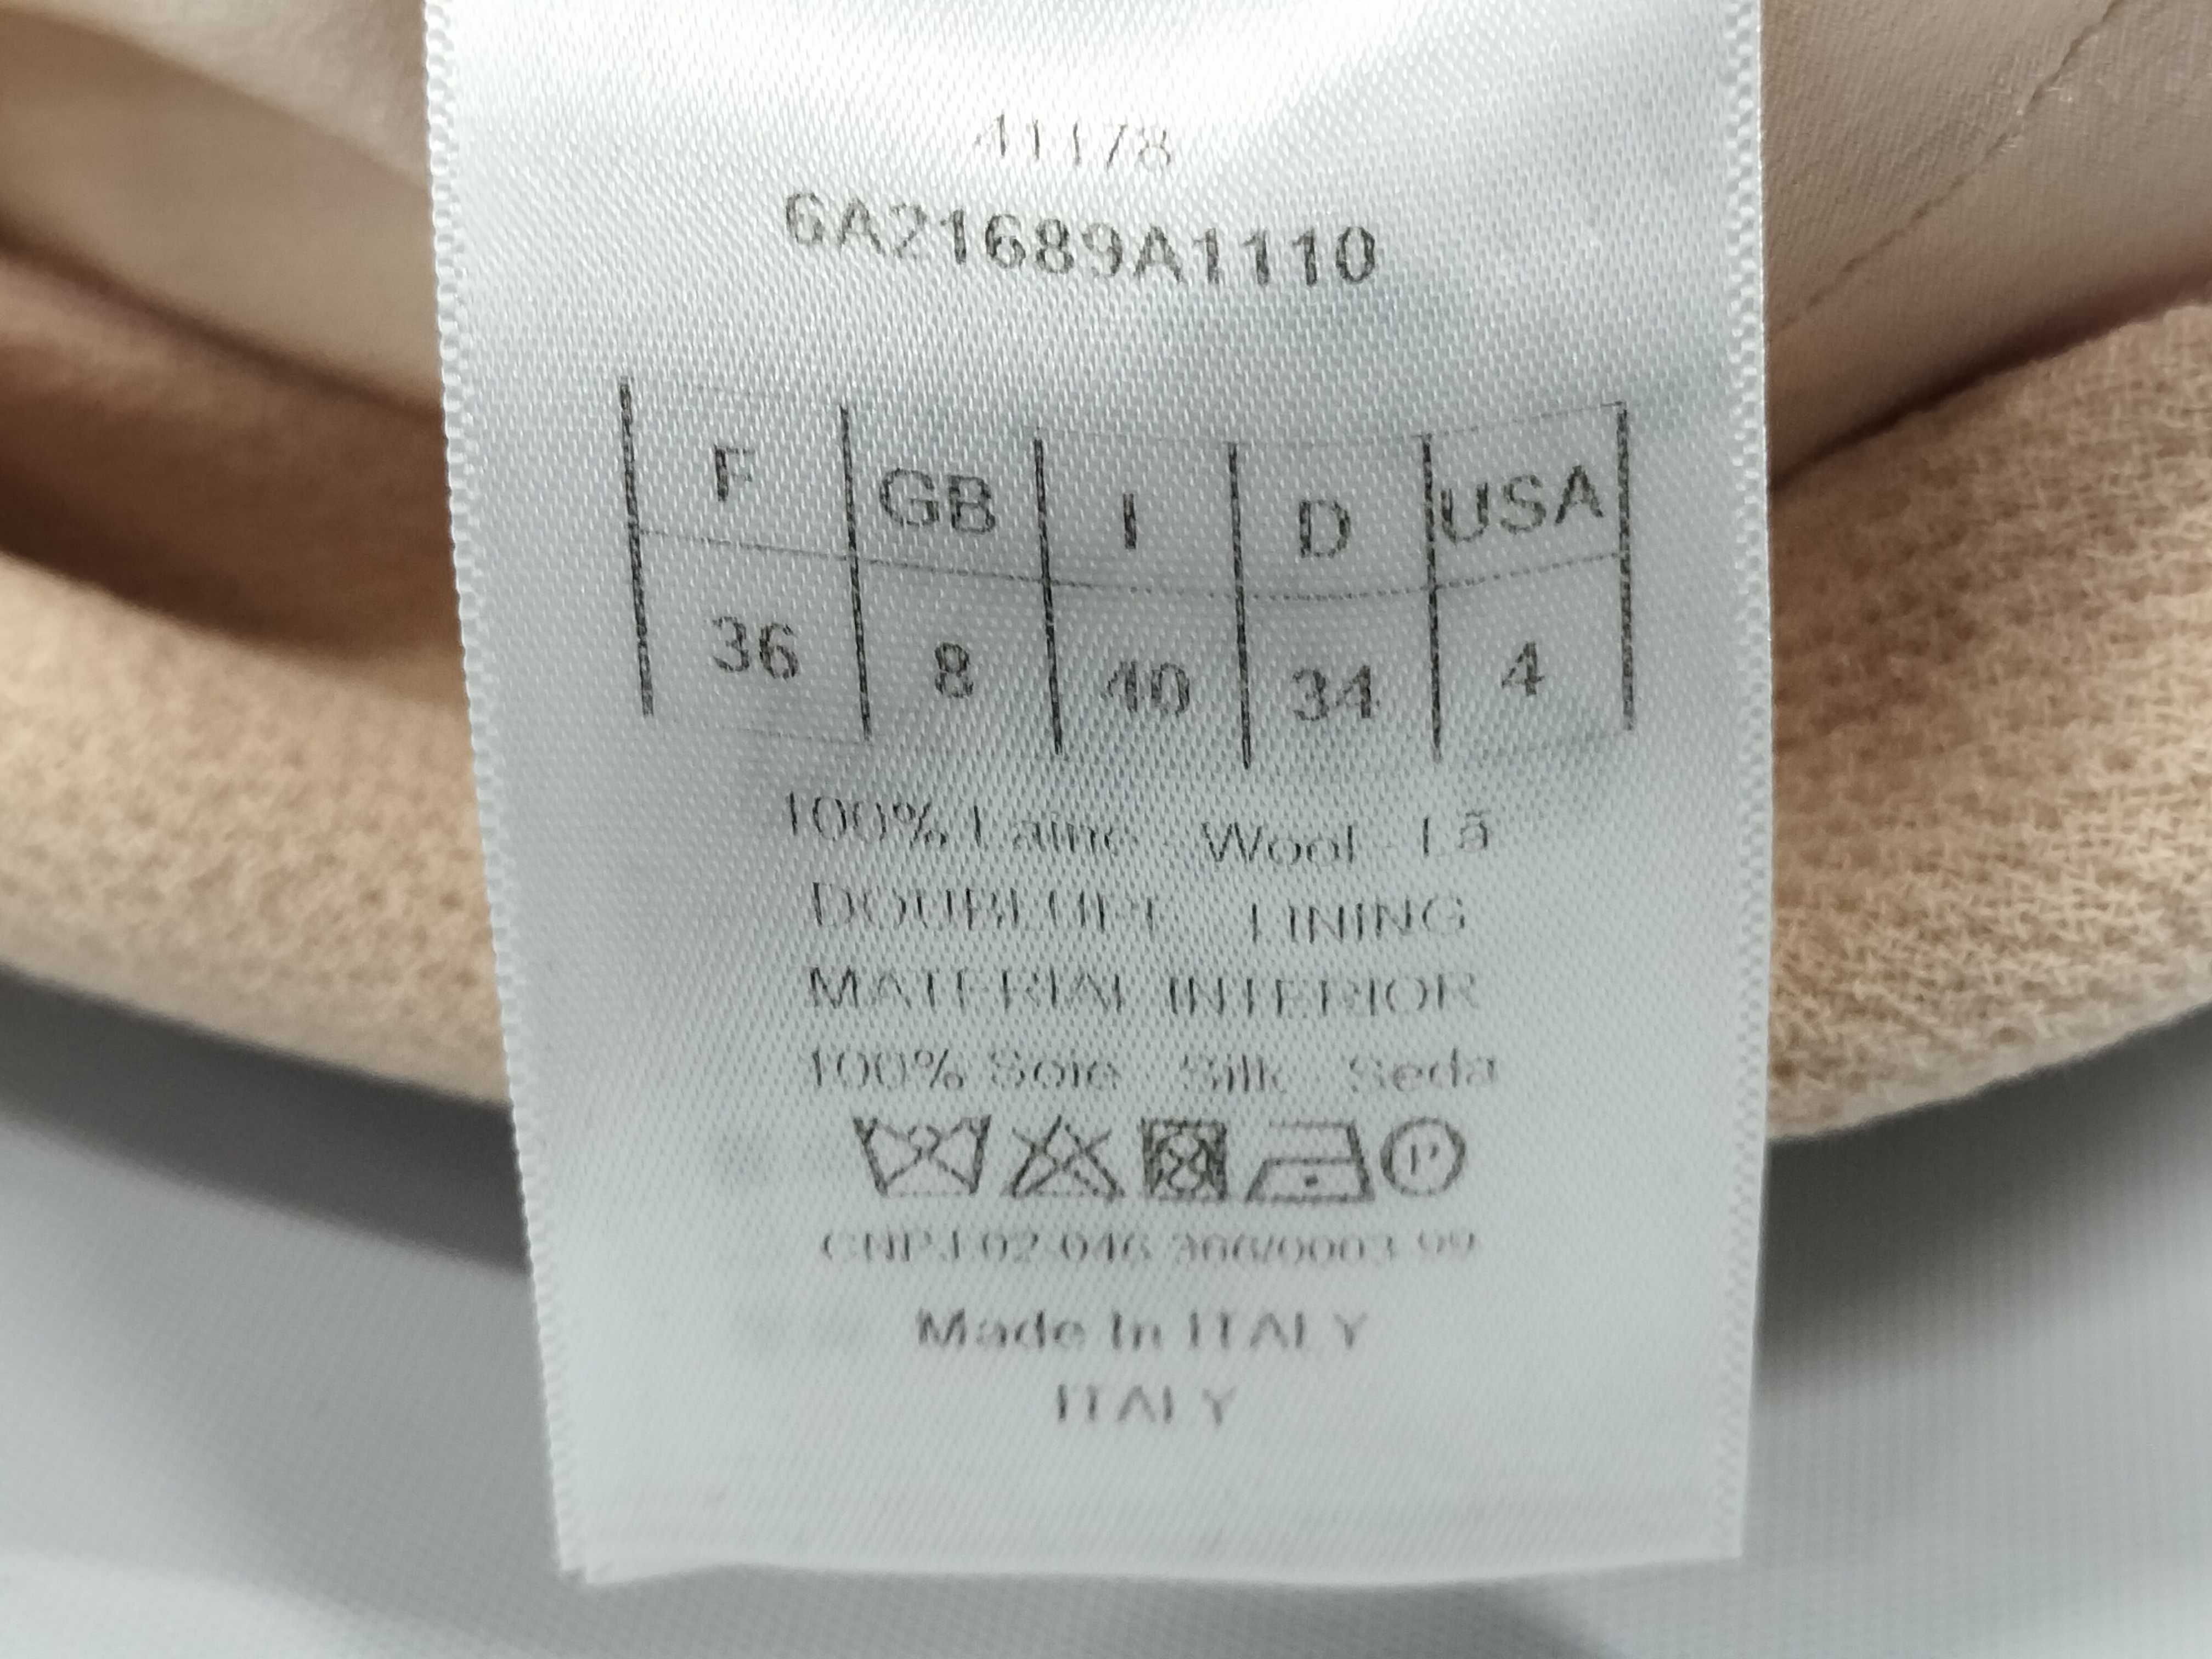 41178
6A21689A1110
F GB I D USA
36 8 40 34 4
100% Laine - Wool - Lã
DOUBLURE - LINING
MATERIAL INTERIOR
100% Soie - Silk - Seda
P
CNPJ 02.046.366/0003-99
Made In ITALY
ITALY